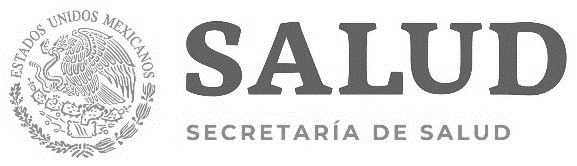 ESTADOS UNIDOS MEXICANOS
SALUD
SECRETARÍA DE SALUD